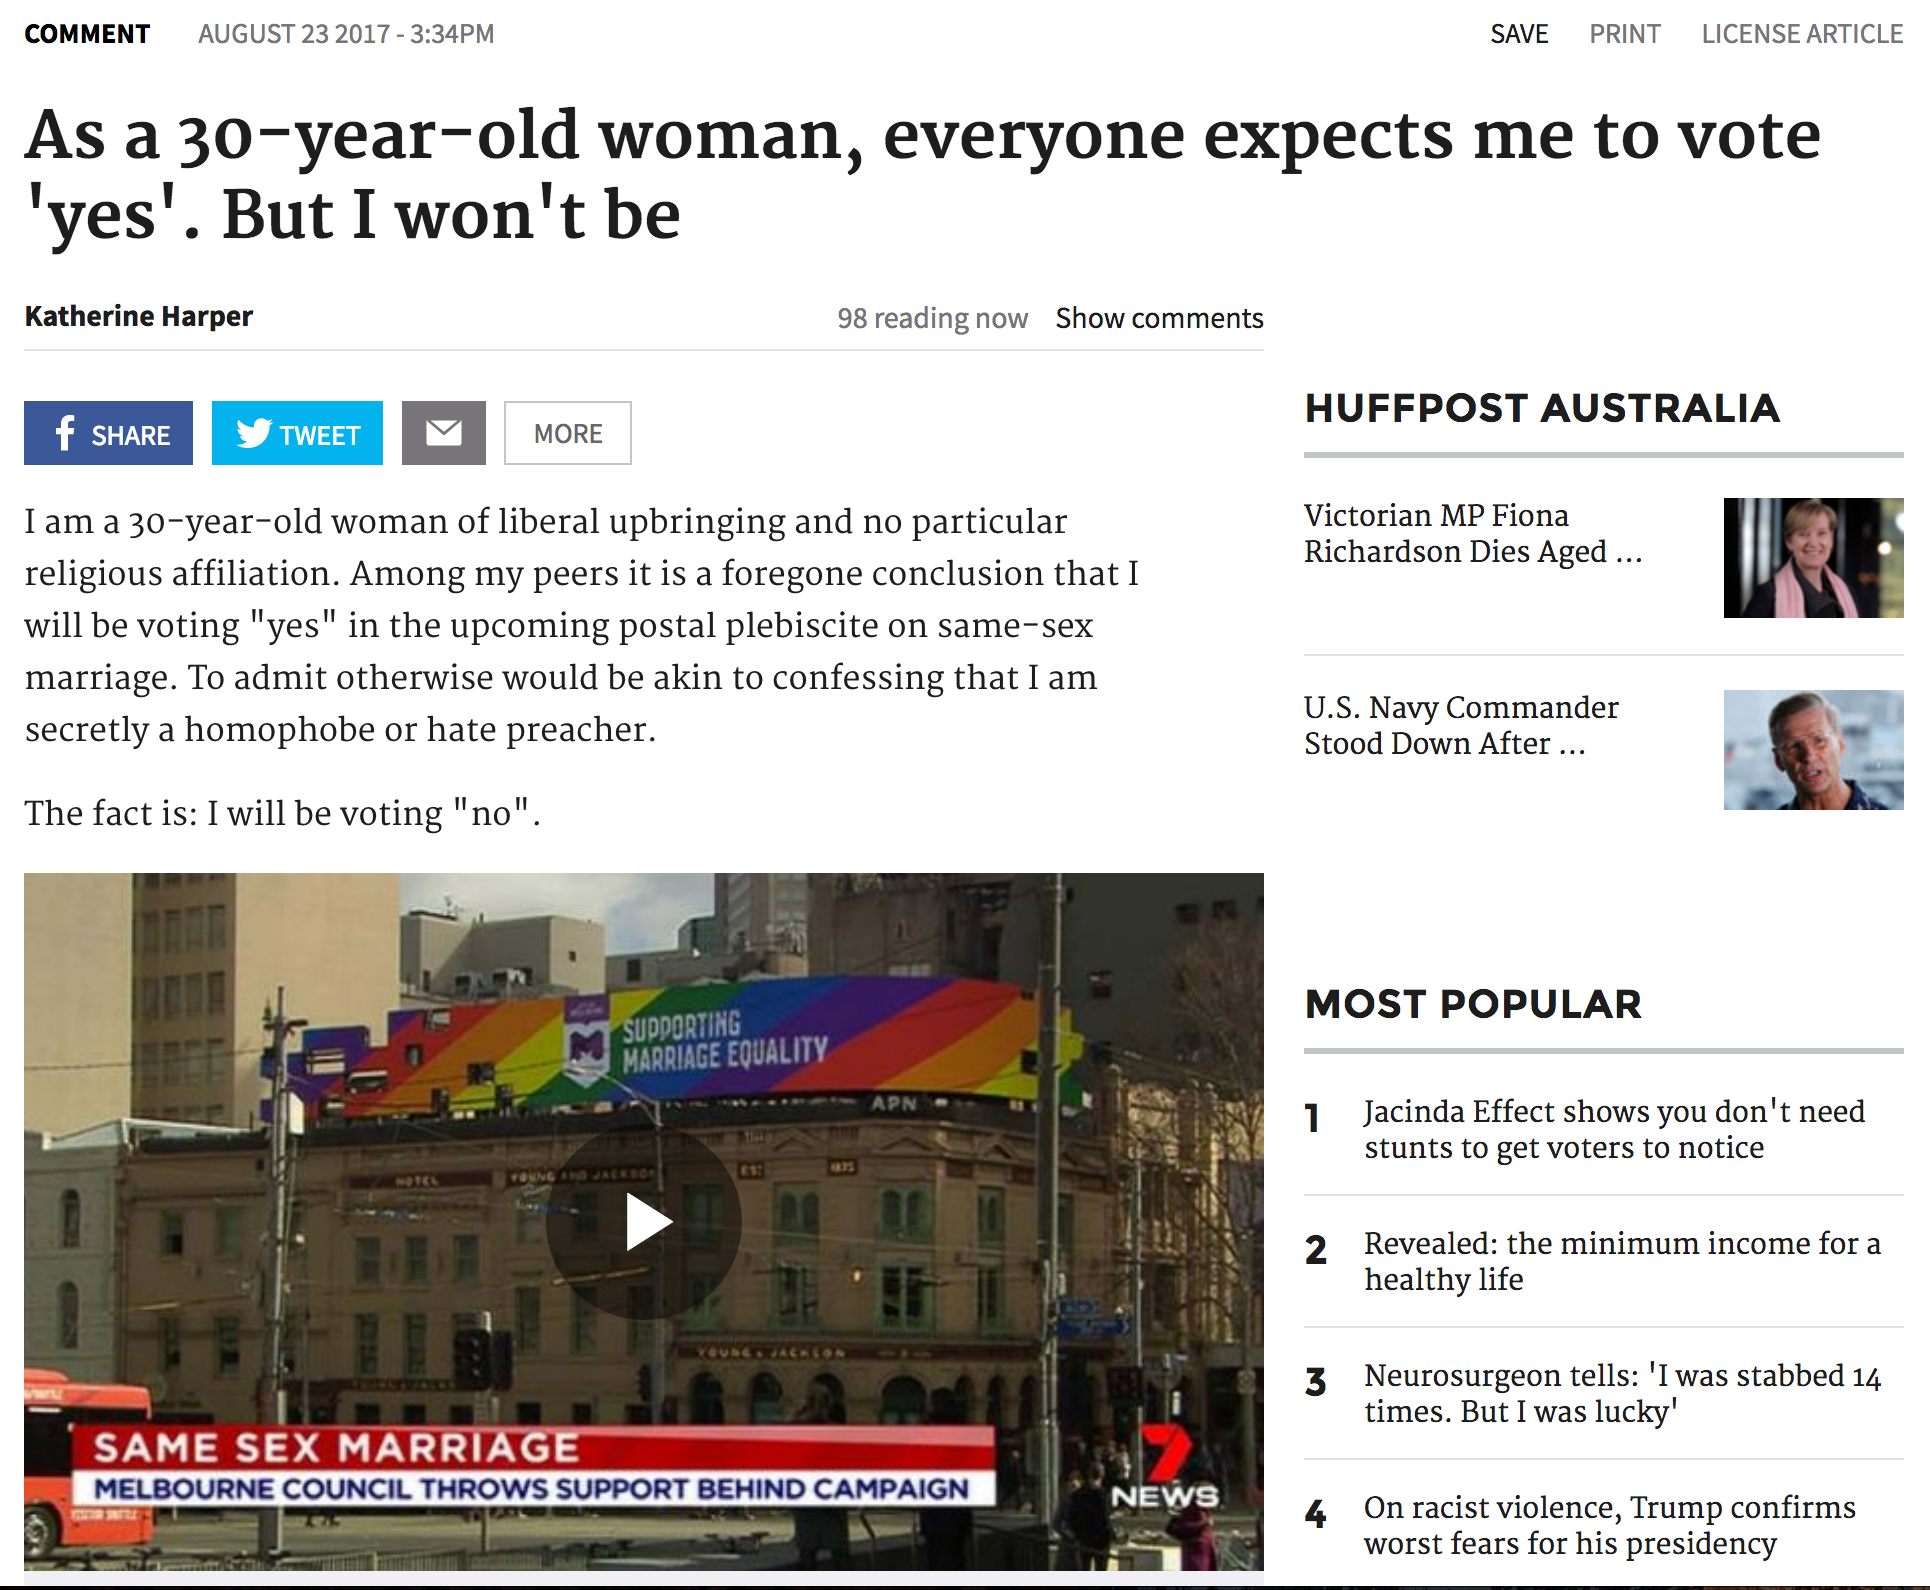 COMMENT AUGUST 23 2017 - 3:34PM SAVE PRINT LICENSE ARTICLE
As a 30-year-old woman, everyone expects me to vote
'yes'. But I won't be
Katherine Harper 98 reading now Show comments
SHARE TWEET MORE
I am a 30-year-old woman of liberal upbringing and no particular
religious affiliation. Among my peers it is a foregone conclusion that I
will be voting "yes" in the upcoming postal plebiscite on same-sex
marriage. To admit otherwise would be akin to confessing that I am
secretly a homophobe or hate preacher.
The fact is: I will be voting "no".
SUPPORTING
MARRIAGE EQUALITY
APN
HOTEL YOUNG AND JACKSON EST 1875
YOUNG & JACKSON
SAME SEX MARRIAGE
MELBOURNE COUNCIL THROWS SUPPORT BEHIND CAMPAIGN
7
NEWS
HUFFPOST AUSTRALIA
Victorian MP Fiona
Richardson Dies Aged ...
U.S. Navy Commander
Stood Down After ...
MOST POPULAR
1 Jacinda Effect shows you don't need
stunts to get voters to notice
2 Revealed: the minimum income for a
healthy life
3 Neurosurgeon tells: 'I was stabbed 14
times. But I was lucky'
4 On racist violence, Trump confirms
worst fears for his presidency